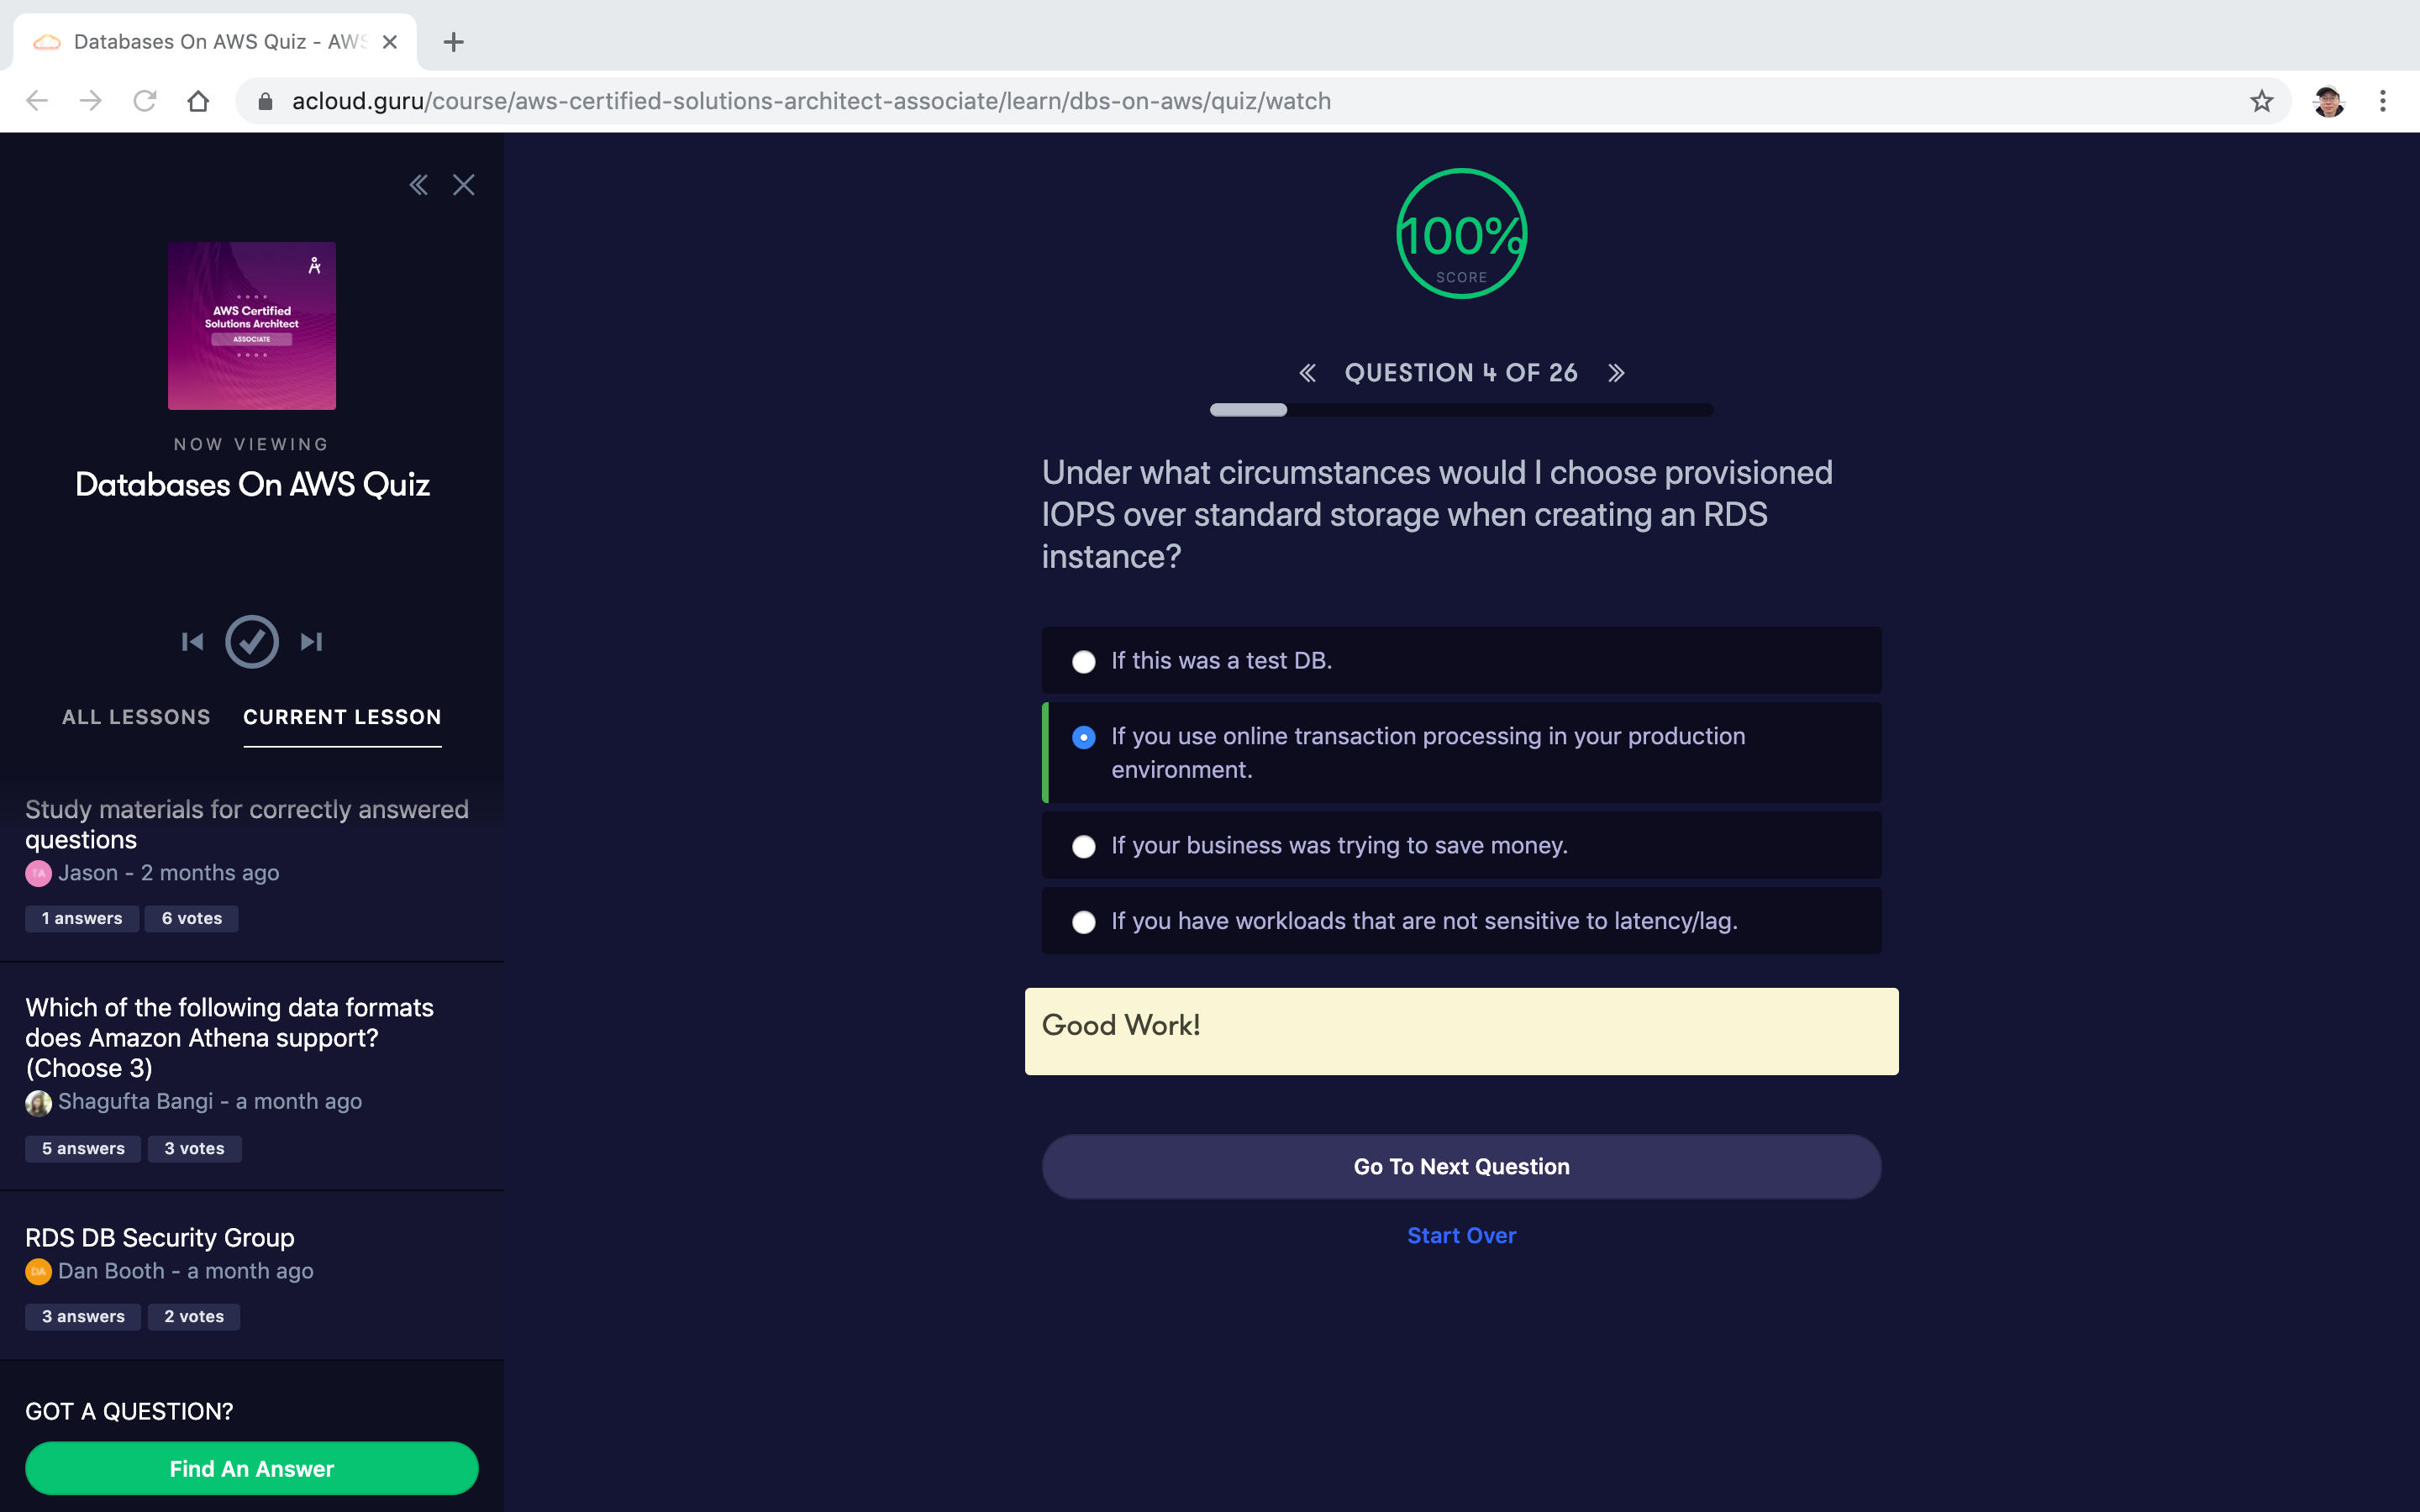 Databases On AWS Quiz - AWS
acloud.guru/course/aws-certified-solutions-architect-associate/learn/dbs-on-aws/quiz/watch
AWS Certified
Solutions Architect
ASSOCIATE
NOW VIEWING
Databases On AWS Quiz
ALL LESSONS
CURRENT LESSON
Study materials for correctly answered
questions
TA
Jason - 2 months ago
1 answers
6 votes
Which of the following data formats
does Amazon Athena support?
(Choose 3)
Shagufta Bangi - a month ago
5 answers
3 votes
RDS DB Security Group
DA
Dan Booth - a month ago
3 answers
2 votes
GOT A QUESTION?
Find An Answer
100%
SCORE
QUESTION 4 OF 26
Under what circumstances would I choose provisioned
IOPS over standard storage when creating an RDS
instance?
If this was a test DB.
If you use online transaction processing in your production
environment.
If your business was trying to save money.
If you have workloads that are not sensitive to latency/lag.
Good Work!
Go To Next Question
Start Over